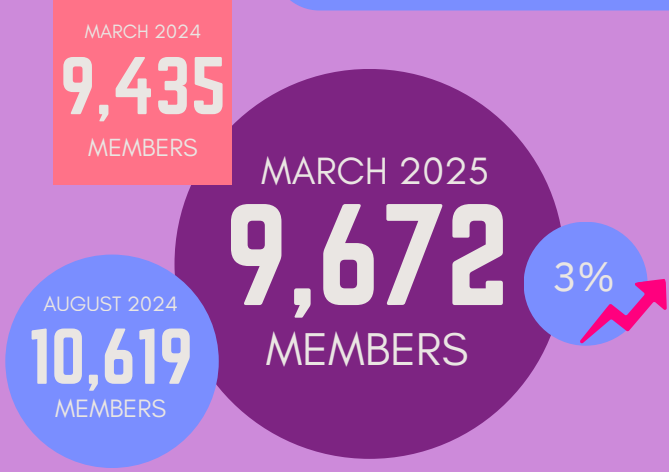 MARCH 2024
9,435
MEMBERS
MARCH 2025
9,672
MEMBERS
3%
AUGUST 2024
10,619
MEMBERS